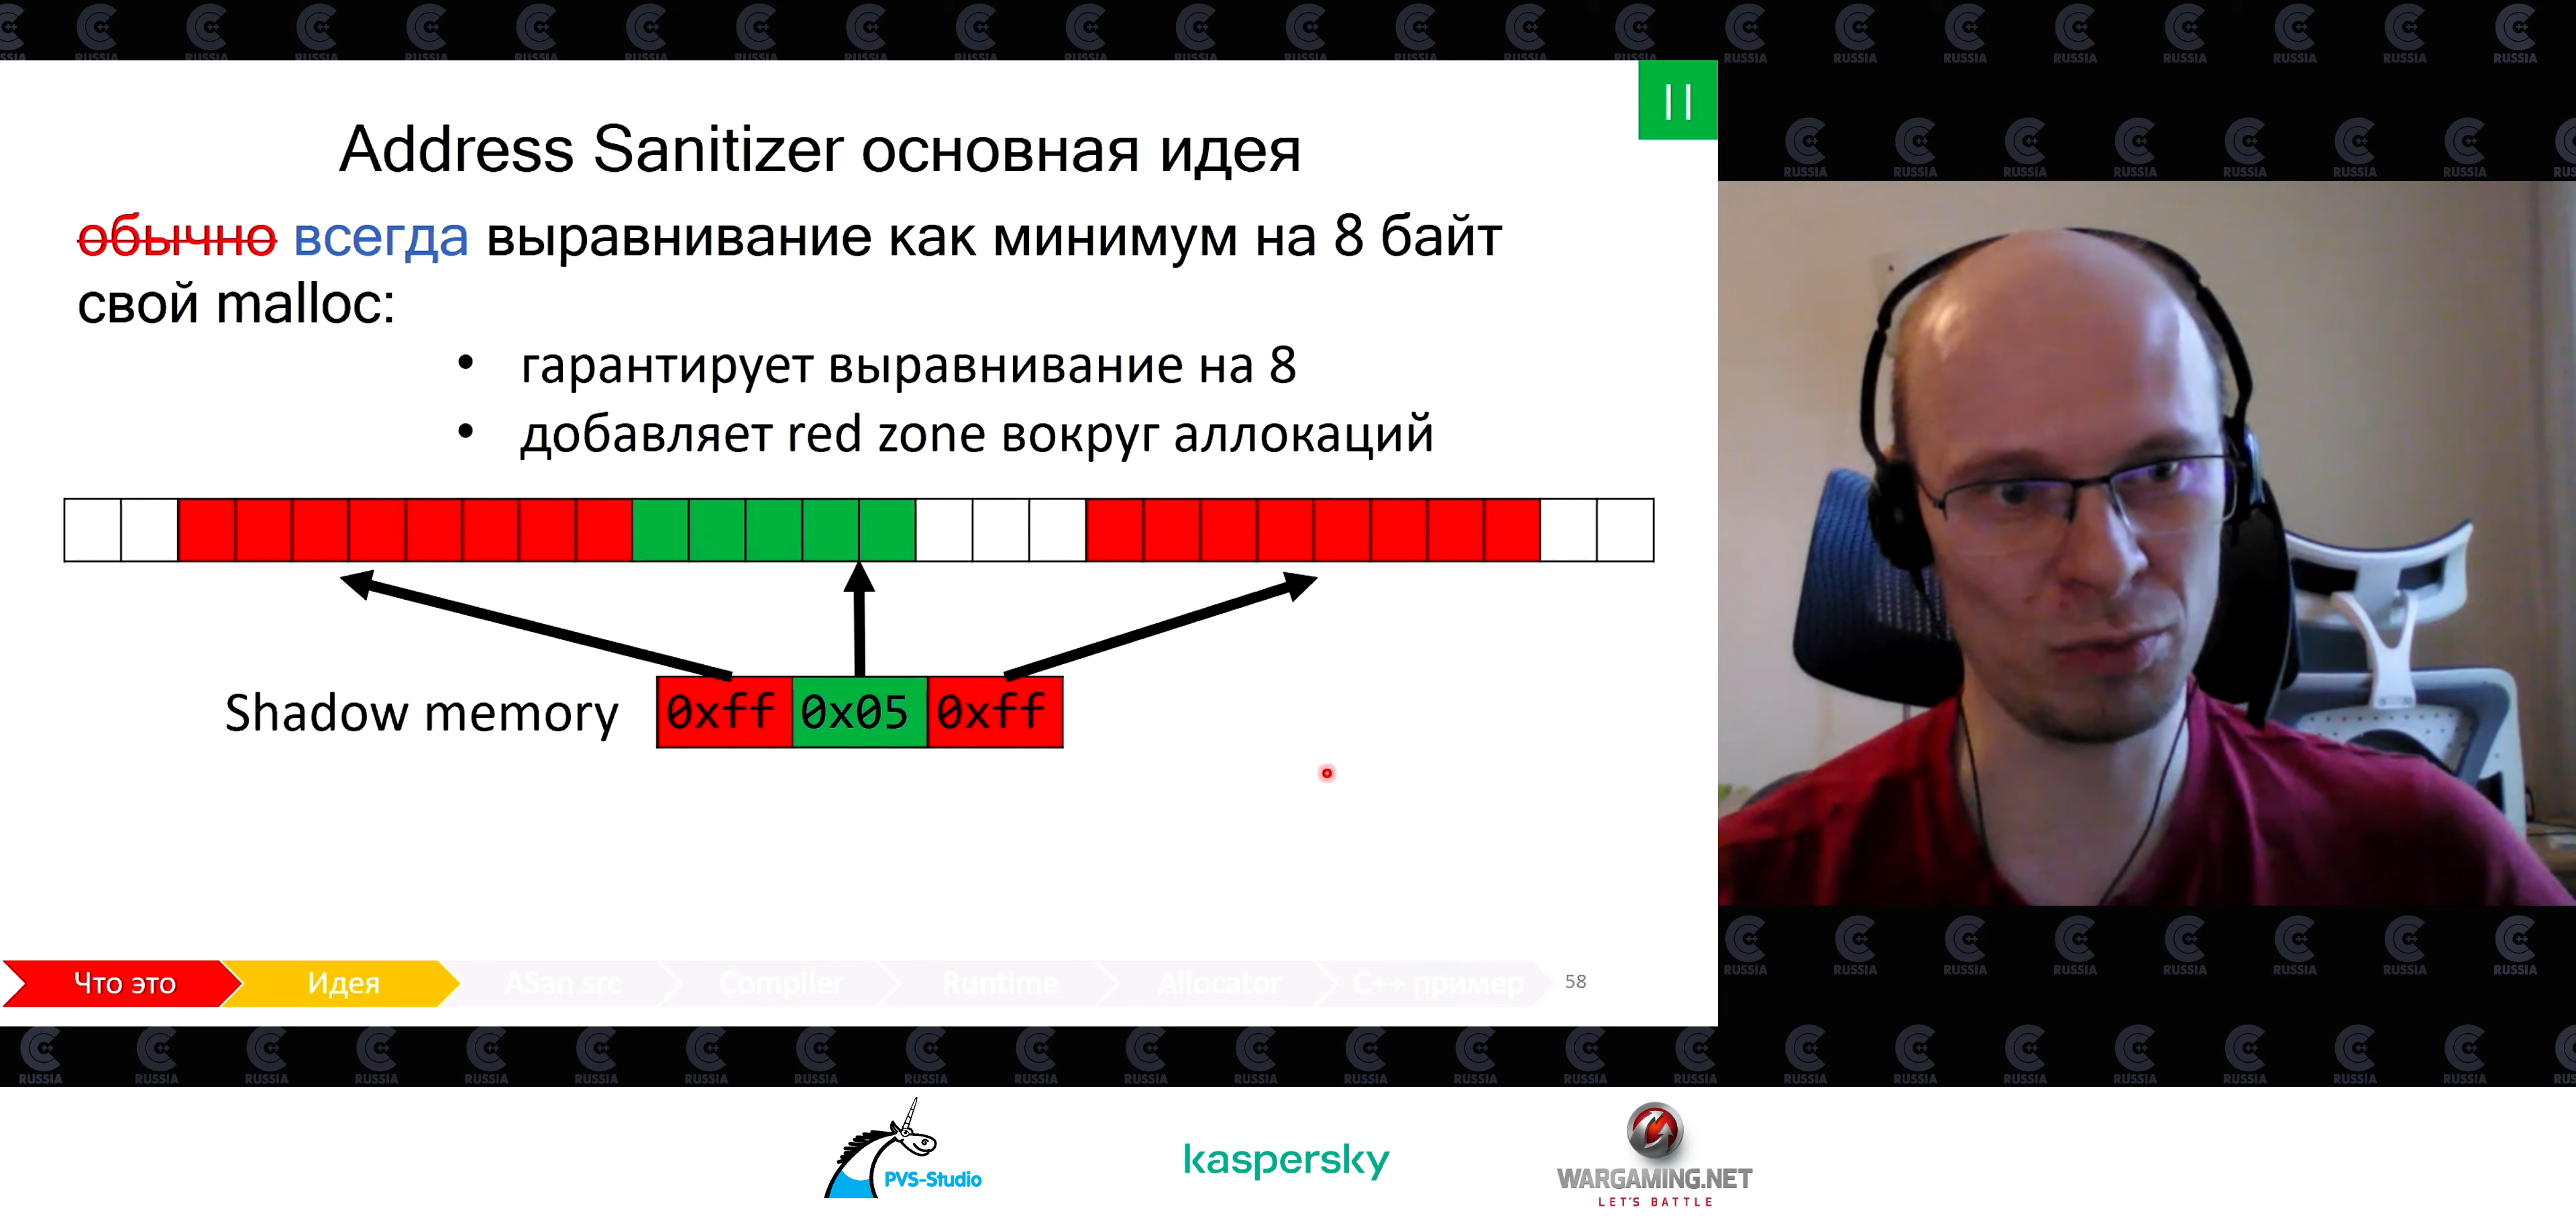 Address Sanitizer основная идея
обычно всегда выравнивание как минимум на 8 байт
свой malloc:
• гарантирует выравнивание на 8
• добавляет red zone вокруг аллокаций
Shadow memory 0xff 0x05 0xff
Что это Идея ASan src Compiler Runtime Allocator C++ пример 58
PVS-Studio
kaspersky
WARGAMING.NET
LET'S BATTLE
RUSSIA